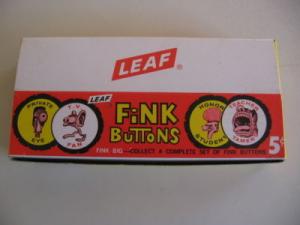 LEAF®
LEAF
FiNK
BUTTONS
PRIVATE
EYE
T.V.
FAN
HONOR
STUDENT
TEACHER
TAMER
FINK BIG—COLLECT A COMPLETE SET OF FINK BUTTONS
5¢